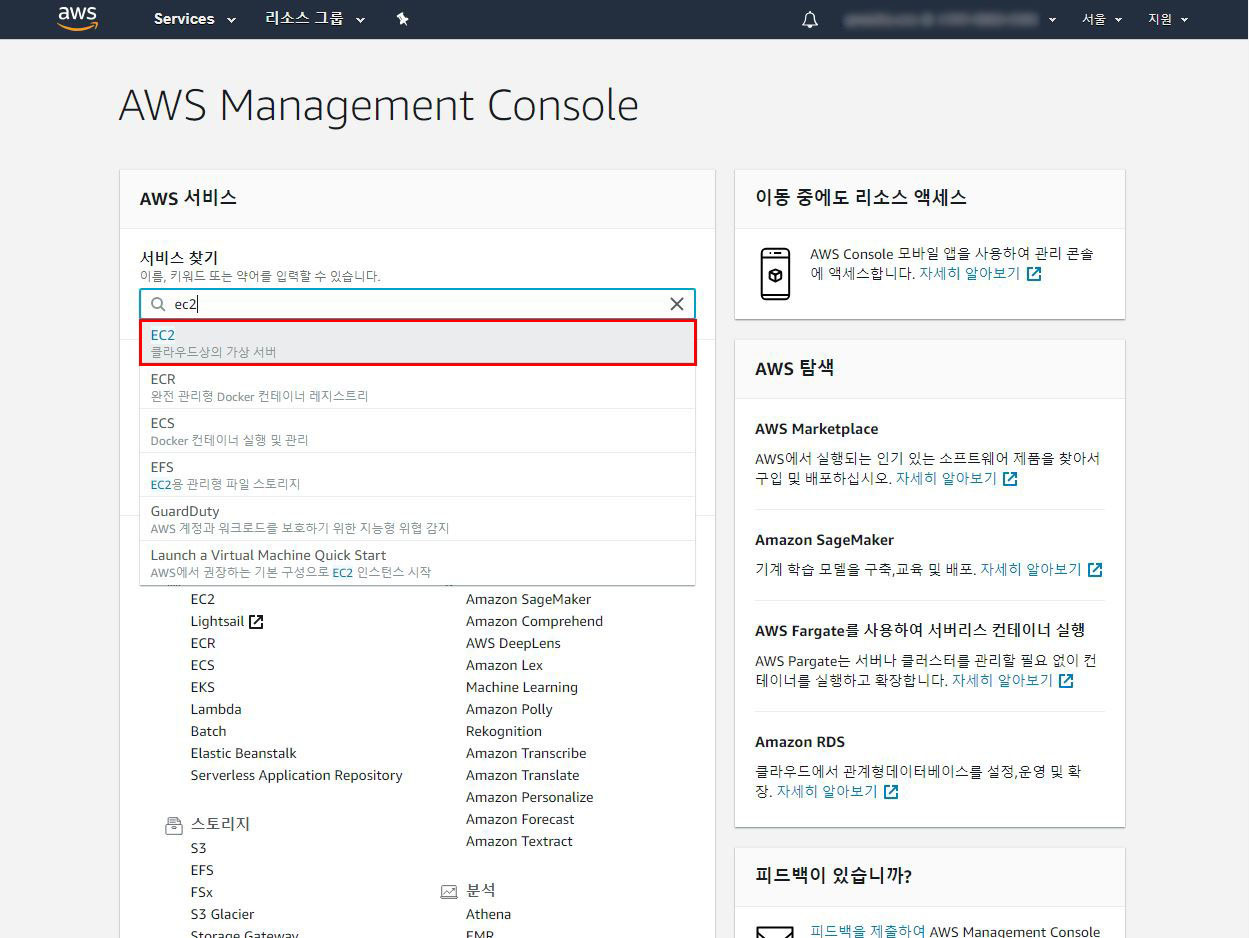 aws
Services
리소스 그룹
서울
지원
AWS Management Console
AWS 서비스
서비스 찾기
이름, 키워드 또는 약어를 입력할 수 있습니다.
ec2
EC2
클라우드상의 가상 서버
ECR
완전 관리형 Docker 컨테이너 레지스트리
ECS
Docker 컨테이너 실행 및 관리
EFS
EC2용 관리형 파일 스토리지
GuardDuty
AWS 계정과 워크로드를 보호하기 위한 지능형 위협 감지
Launch a Virtual Machine Quick Start
AWS에서 권장하는 기본 구성으로 EC2 인스턴스 시작
EC2
Lightsail
ECR
ECS
EKS
Lambda
Batch
Elastic Beanstalk
Serverless Application Repository
스토리지
S3
EFS
FSx
S3 Glacier
Storage Gateway
Amazon SageMaker
Amazon Comprehend
AWS DeepLens
Amazon Lex
Machine Learning
Amazon Polly
Rekognition
Amazon Transcribe
Amazon Translate
Amazon Personalize
Amazon Forecast
Amazon Textract
분석
Athena
EMR
이동 중에도 리소스 액세스
AWS Console 모바일 앱을 사용하여 관리 콘솔
에 액세스합니다. 자세히 알아보기
AWS 탐색
AWS Marketplace
AWS에서 실행되는 인기 있는 소프트웨어 제품을 찾아서
구입 및 배포하십시오. 자세히 알아보기
Amazon SageMaker
기계 학습 모델을 구축,교육 및 배포. 자세히 알아보기
AWS Fargate를 사용하여 서버리스 컨테이너 실행
AWS Pargate는 서버나 클러스터를 관리할 필요 없이 컨
테이너를 실행하고 확장합니다. 자세히 알아보기
Amazon RDS
클라우드에서 관계형데이터베이스를 설정,운영 및 확
장. 자세히 알아보기
피드백이 있습니까?
피드백을 제출하여 AWS Management Console